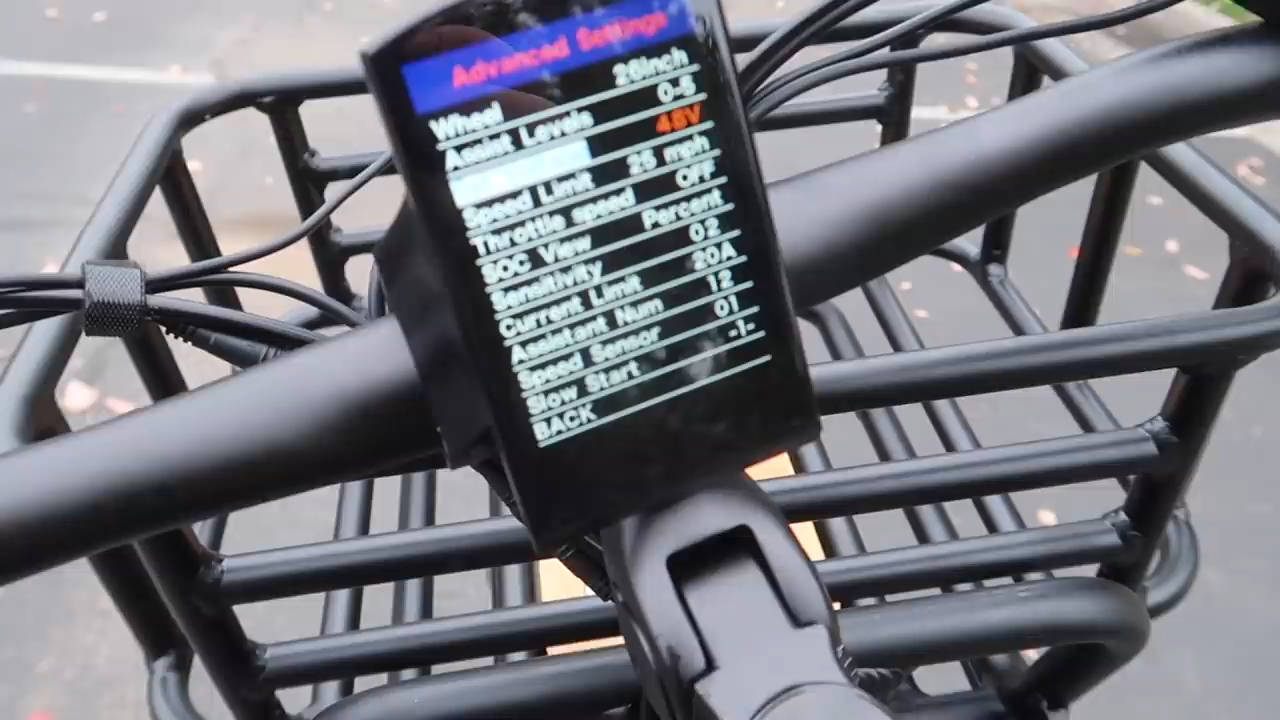 Advanced Settings
Wheel 26Inch
Assist Levels 0-5
48V
Speed Limit 25 mph
Throttle speed OFF
SOC View Percent
Sensitivity 02
Current Limit 20A
Assistant Num 12
Speed Sensor 01
Slow Start -1-
BACK